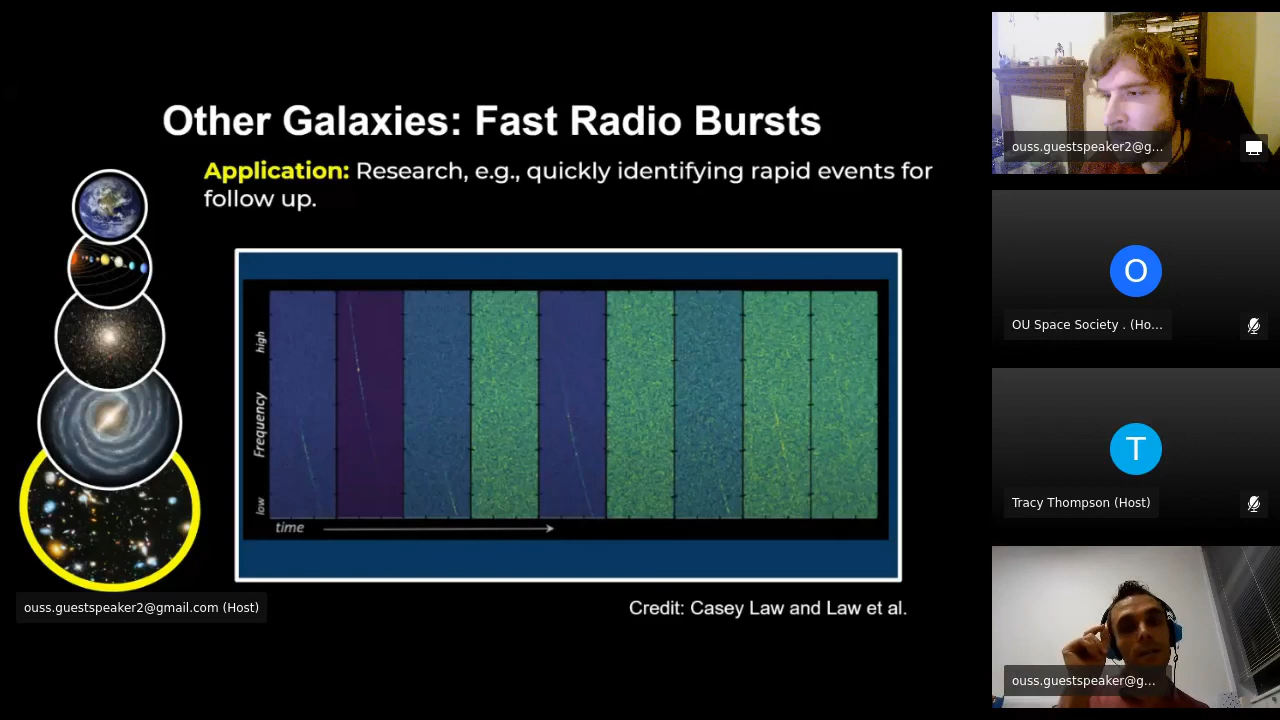 Other Galaxies: Fast Radio Bursts
Application: Research, e.g., quickly identifying rapid events for
follow up.
high
Frequency
low
time
Credit: Casey Law and Law et al.
ouss.guestspeaker2@gmail.com (Host)
ouss.guestspeaker2@g...
O
OU Space Society . (Ho...
T
Tracy Thompson (Host)
ouss.guestspeaker@g...